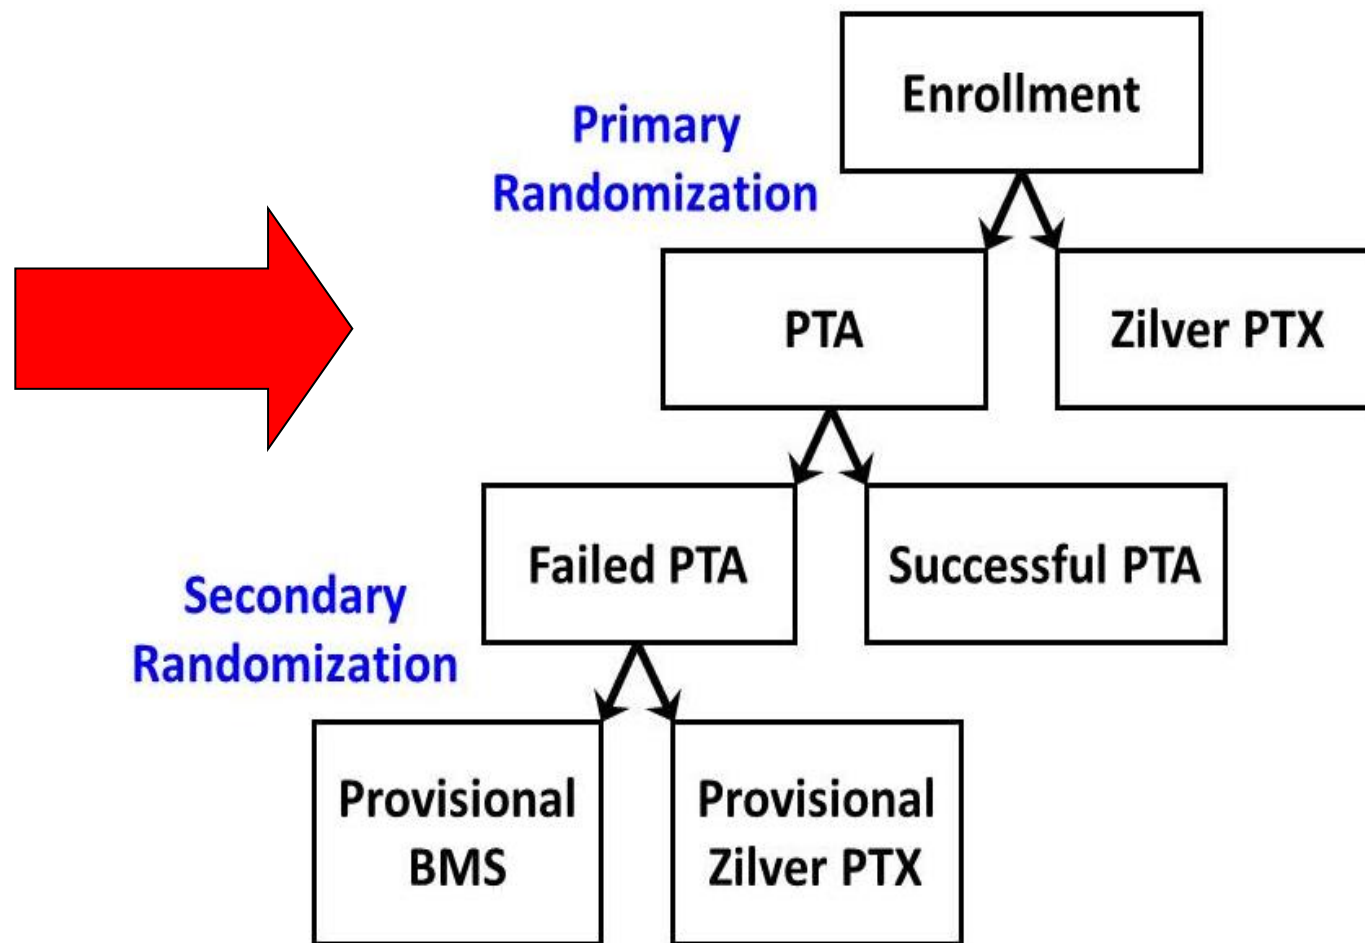 Enrollment
Primary
Randomization
PTA
Zilver PTX
Failed PTA
Successful PTA
Secondary
Randomization
Provisional
BMS
Provisional
Zilver PTX